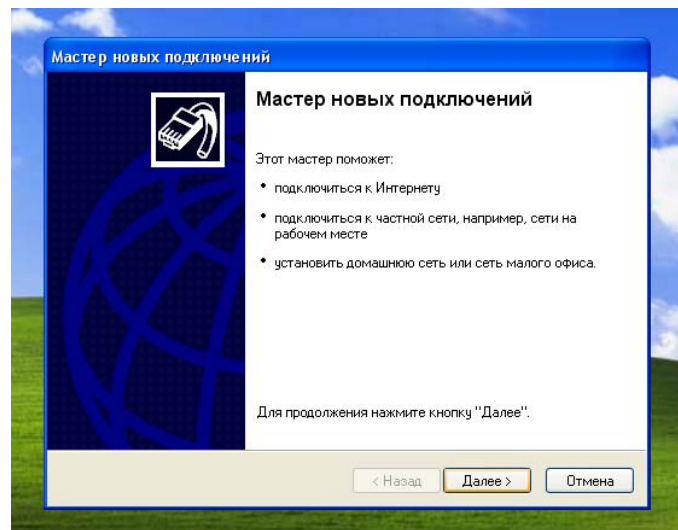 Мастер новых подключений
Мастер новых подключений
Этот мастер поможет:
• подключиться к Интернету
• подключиться к частной сети, например, сети на
рабочем месте
• установить домашнюю сеть или сеть малого офиса.
Для продолжения нажмите кнопку "Далее".
< Назад Далее > Отмена